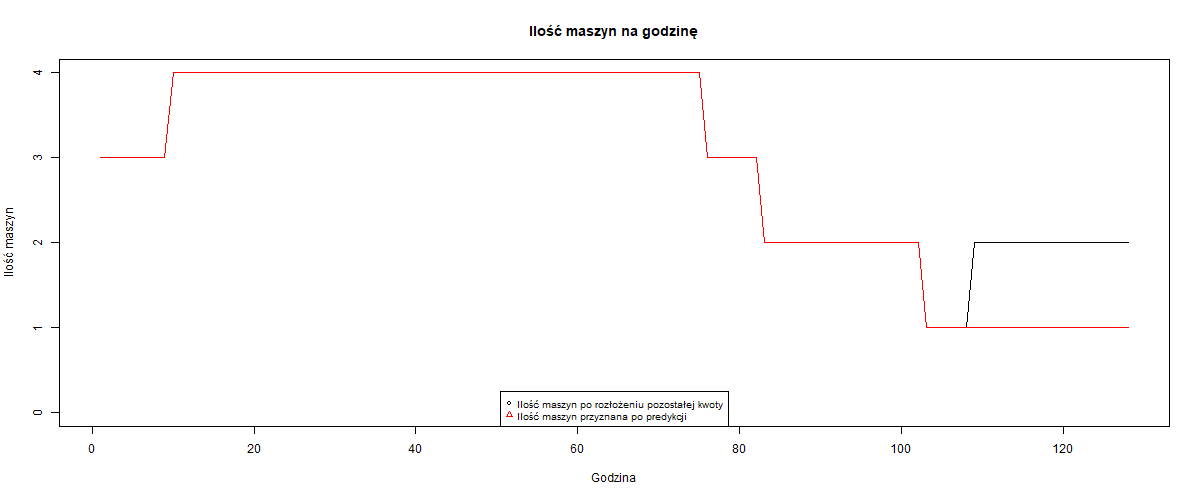 Ilość maszyn na godzinę
Ilość maszyn
4
3
2
1
0
Ilość maszyn po rozłożeniu pozostałej kwoty
Ilość maszyn przyznana po predykcji
0 20 40 60 80 100 120
Godzina